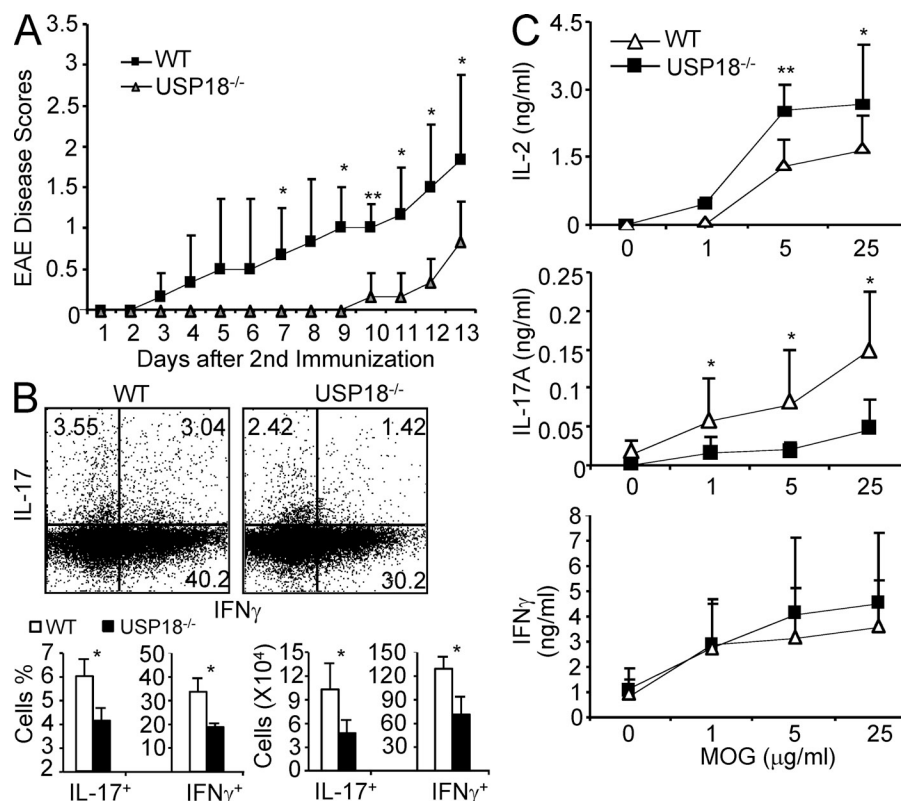 A
3.5
3
2.5
2
1.5
1
0.5
0
EAE Disease Scores
WT
USP18-/-
* * ** * * *
1 2 3 4 5 6 7 8 9 10 11 12 13
Days after 2nd Immunization
B
WT USP18-/-
3.55 3.04 2.42 1.42
40.2 30.2
IL-17
IFNγ
WT USP18-/-
7
6
5
4
3
2
Cells %
*
IL-17+
50
40
30
20
10
0
*
IFNγ+
15
12
9
6
3
0
Cells (X10⁴)
*
IL-17+
150
120
90
60
30
0
*
IFNγ+
C
WT
USP18-/-
4.5
3.0
1.5
0
IL-2 (ng/ml)
** *
0 1 5 25
0.25
0.2
0.15
0.1
0.05
0
IL-17A (ng/ml)
* * *
0 1 5 25
8
7
6
5
4
3
2
1
0
IFNγ
(ng/ml)
0 1 5 25
MOG (μg/ml)